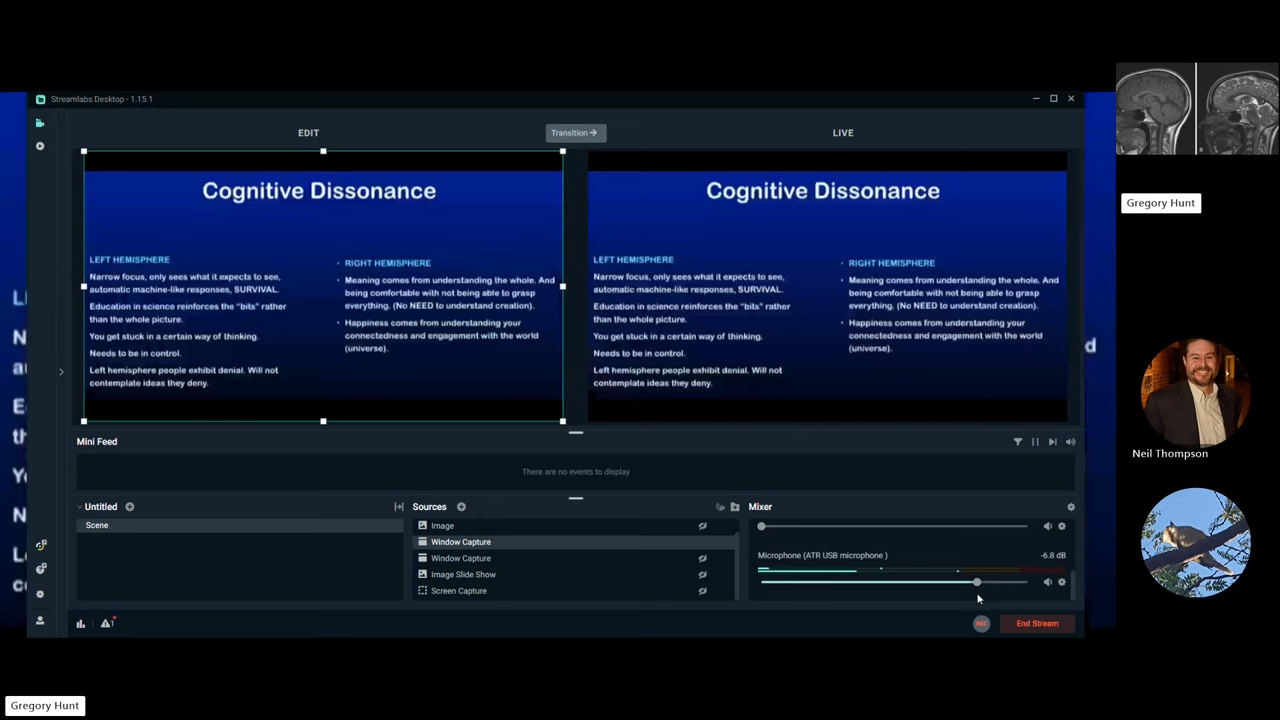 Streamlabs Desktop - 1.15.1
EDIT
Transition
LIVE
Cognitive Dissonance
LEFT HEMISPHERE
Narrow focus, only sees what it expects to see,
automatic machine-like responses, SURVIVAL.
Education in science reinforces the "bits" rather
than the whole picture.
You get stuck in a certain way of thinking.
Needs to be in control.
Left hemisphere people exhibit denial. Will not
contemplate ideas they deny.
RIGHT HEMISPHERE
Meaning comes from understanding the whole. And
being comfortable with not being able to grasp
everything. (No NEED to understand creation).
Happiness comes from understanding your
connectedness and engagement with the world
(universe).
Cognitive Dissonance
LEFT HEMISPHERE
Narrow focus, only sees what it expects to see,
automatic machine-like responses, SURVIVAL.
Education in science reinforces the "bits" rather
than the whole picture.
You get stuck in a certain way of thinking.
Needs to be in control.
Left hemisphere people exhibit denial. Will not
contemplate ideas they deny.
RIGHT HEMISPHERE
Meaning comes from understanding the whole. And
being comfortable with not being able to grasp
everything. (No NEED to understand creation).
Happiness comes from understanding your
connectedness and engagement with the world
(universe).
Mini Feed
There are no events to display
Untitled
Scene
Sources
Image
Window Capture
Window Capture
Image Slide Show
Screen Capture
Mixer
Microphone (ATR USB microphone )
-6.8 dB
1
REC
End Stream
Gregory Hunt
Neil Thompson
Gregory Hunt